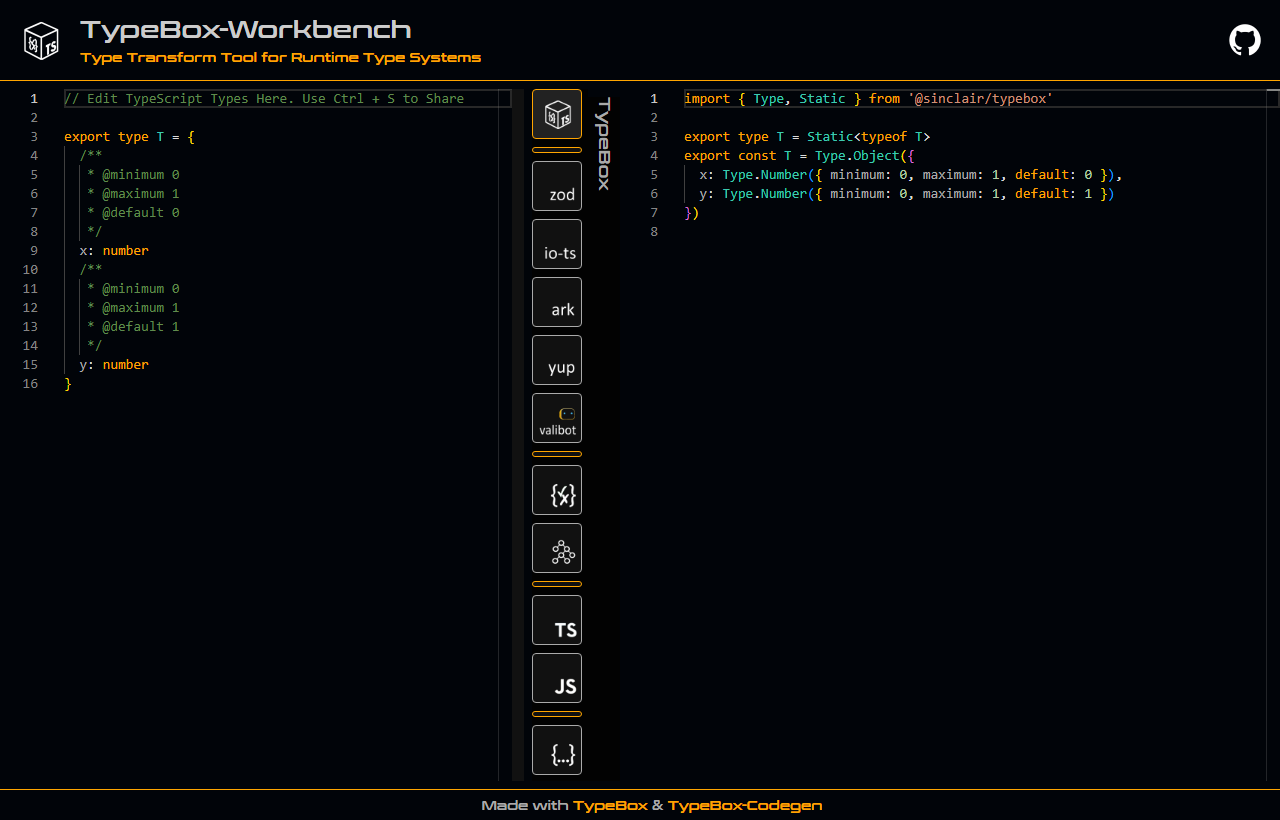 TypeBox-Workbench
Type Transform Tool for Runtime Type Systems
1 // Edit TypeScript Types Here. Use Ctrl + S to Share
2
3 export type T = {
4   /**
5    * @minimum 0
6    * @maximum 1
7    * @default 0
8    */
9   x: number
10   /**
11    * @minimum 0
12    * @maximum 1
13    * @default 1
14    */
15   y: number
16 }
TS
TypeBox
zod
io-ts
ark
yup
valibot
TS
JS
{...}
1 import { Type, Static } from '@sinclair/typebox'
2
3 export type T = Static<typeof T>
4 export const T = Type.Object({
5   x: Type.Number({ minimum: 0, maximum: 1, default: 0 }),
6   y: Type.Number({ minimum: 0, maximum: 1, default: 1 })
7 })
8
Made with TypeBox & TypeBox-Codegen